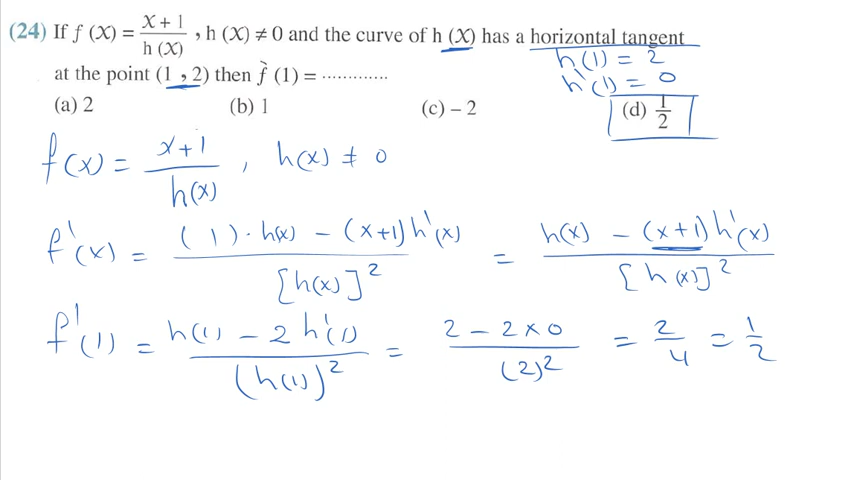 (24) If f (X) = (X + 1)/(h (X)) , h (X) ≠ 0 and the curve of h (X) has a horizontal tangent
h(1) = 2
at the point (1 , 2) then f̀ (1) = .............
h'(1) = 0
(a) 2 (b) 1 (c) – 2 (d) 1/2
f(x) = (x+1)/(h(x)) , h(x) ≠ 0
f'(x) = ((1) · h(x) − (x+1)h'(x))/([h(x)]²) = (h(x) − (x+1)h'(x))/([h(x)]²)
f'(1) = (h(1) − 2 h'(1))/((h(1))²) = (2 − 2 × 0)/((2)²) = 2/4 = 1/2